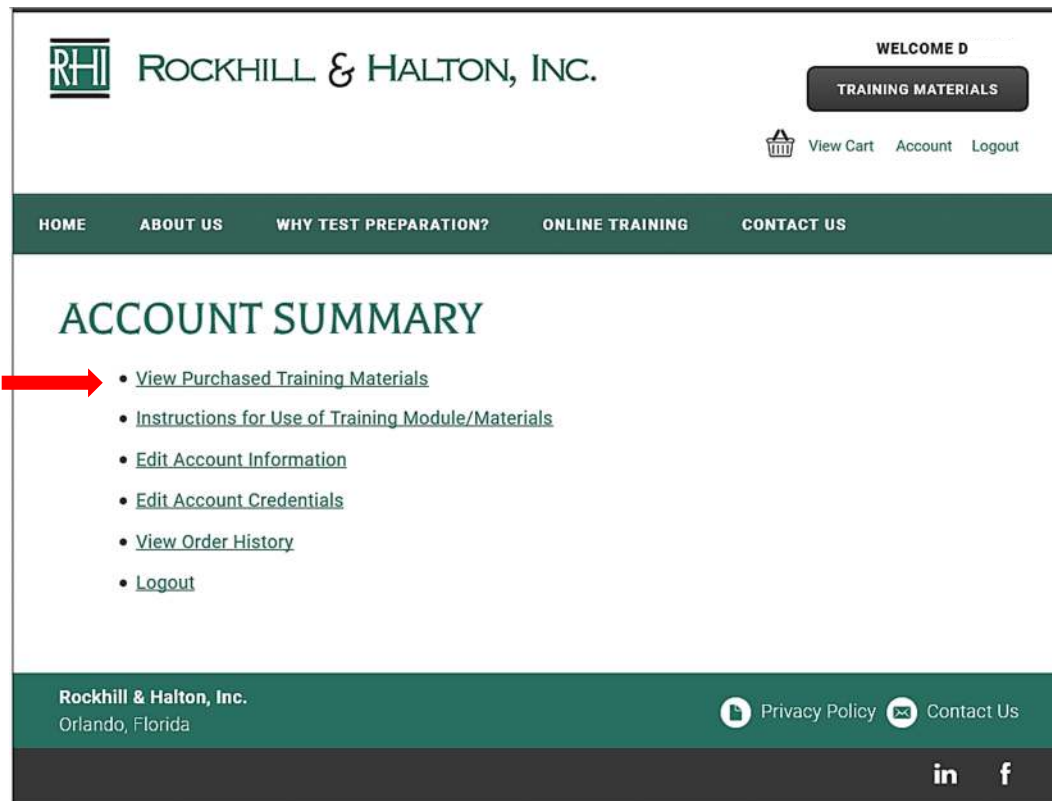 RHI ROCKHILL & HALTON, INC.
WELCOME D
TRAINING MATERIALS
View Cart Account Logout
HOME ABOUT US WHY TEST PREPARATION? ONLINE TRAINING CONTACT US
ACCOUNT SUMMARY
• View Purchased Training Materials
• Instructions for Use of Training Module/Materials
• Edit Account Information
• Edit Account Credentials
• View Order History
• Logout
Rockhill & Halton, Inc.
Orlando, Florida
Privacy Policy Contact Us
in f